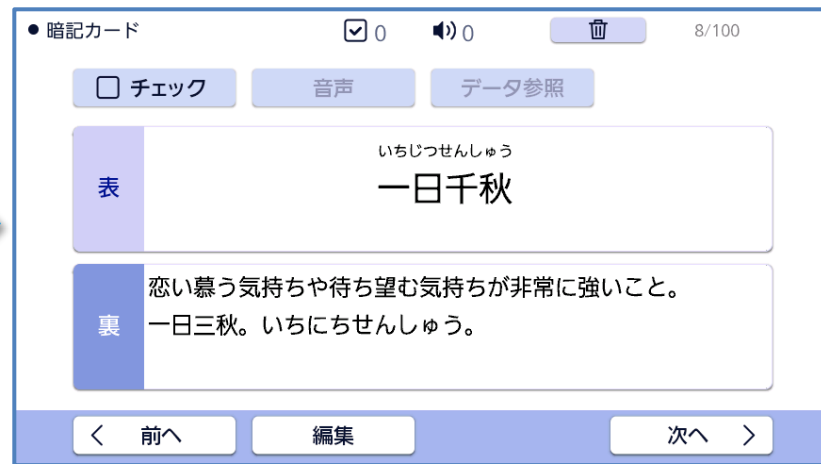 ● 暗記カード 0 0 8/100
チェック 音声 データ参照
表
いちじつせんしゅう
一日千秋
裏
恋い慕う気持ちや待ち望む気持ちが非常に強いこと。
一日三秋。いちにちせんしゅう。
< 前へ 編集 次へ >